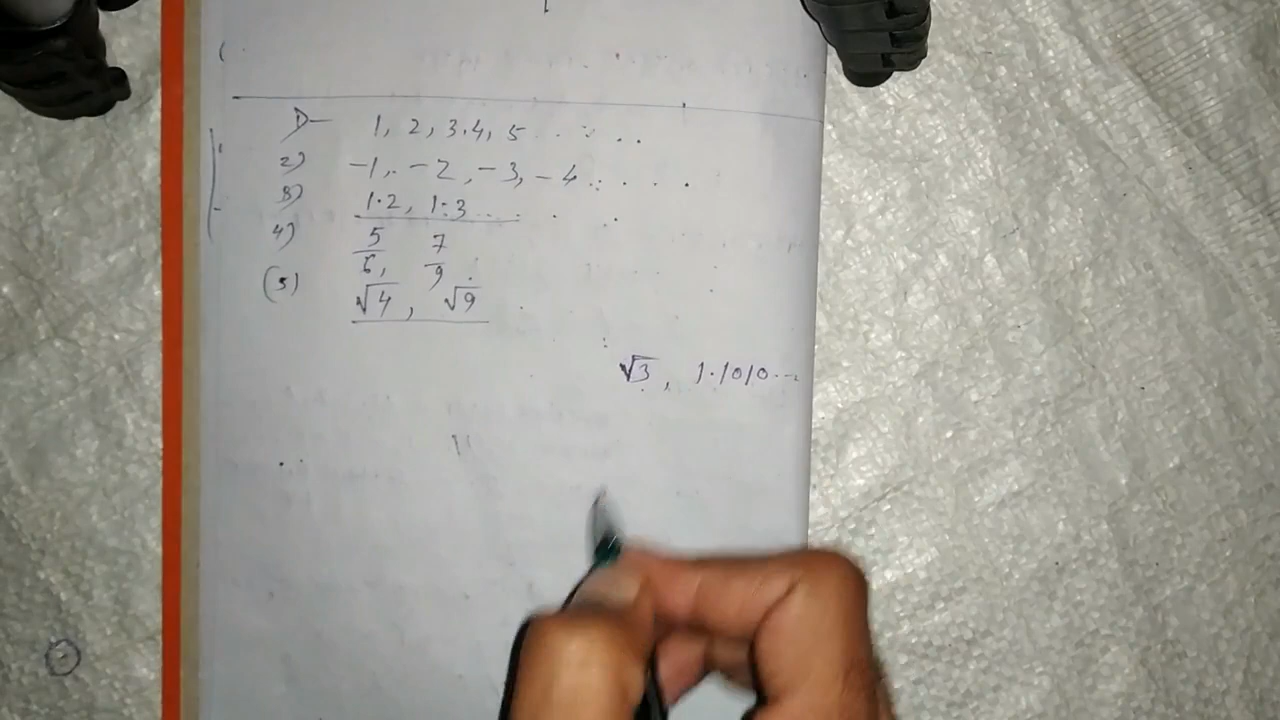 1) 1, 2, 3.4, 5 . . . . . .
2) -1, -2, -3, -4 . . . . .
3) 1.2, 1.3 . . . . .
4) 5/6, 7/9
(5) √4, √9
√3, 1.1010...